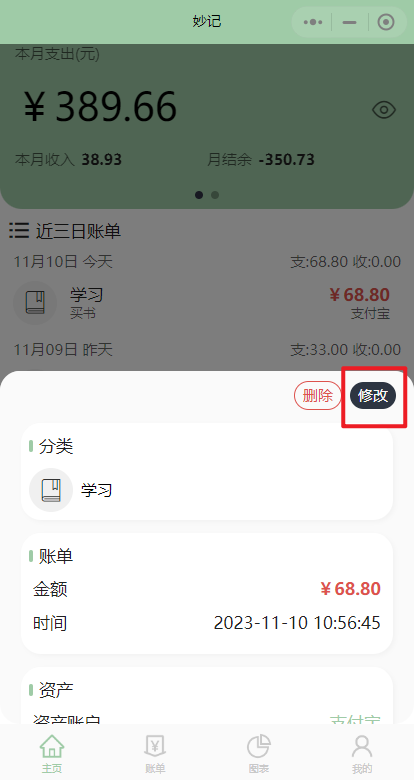 妙记
本月支出(元)
¥ 389.66
本月收入 38.93 月结余 -350.73
近三日账单
11月10日 今天 支:68.80 收:0.00
学习 ¥ 68.80
买书 支付宝
11月09日 昨天 支:33.00 收:0.00
删除 修改
分类
学习
账单
金额 ¥ 68.80
时间 2023-11-10 10:56:45
资产
资产账户 支付宝
主页 账单 图表 我的